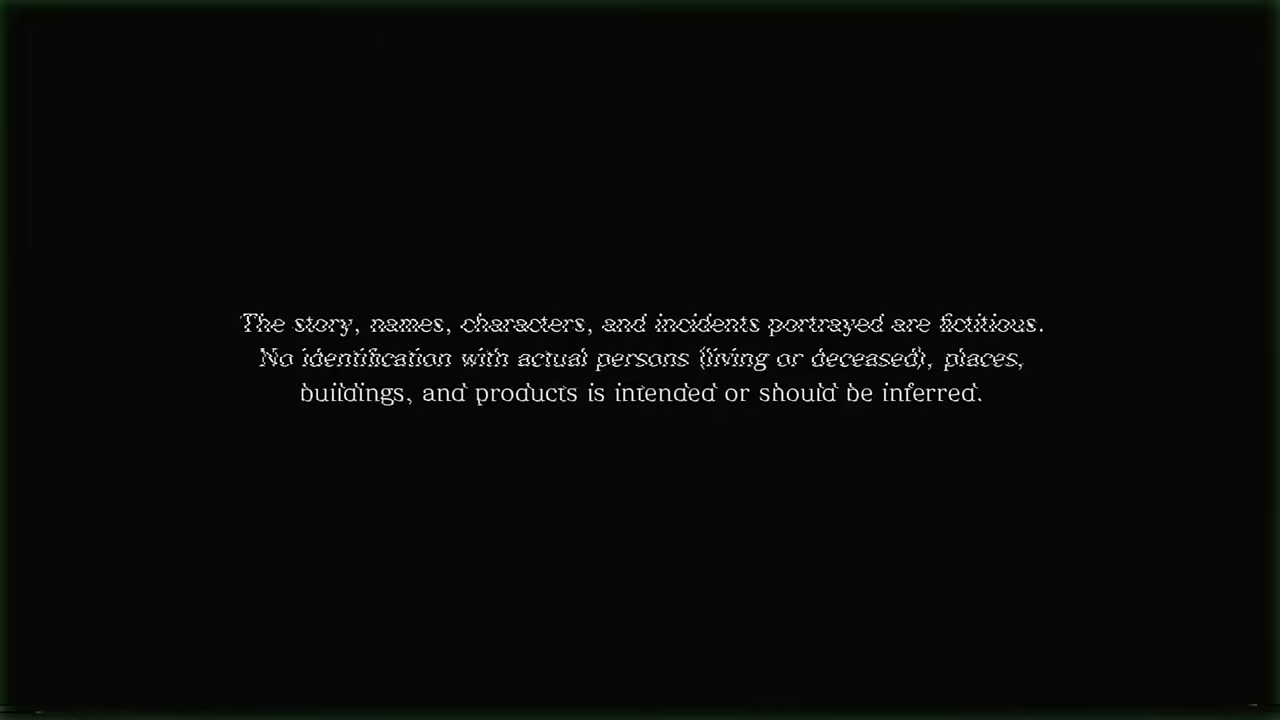 The story, names, characters, and incidents portrayed are fictitious.
No identification with actual persons (living or deceased), places,
buildings, and products is intended or should be inferred.